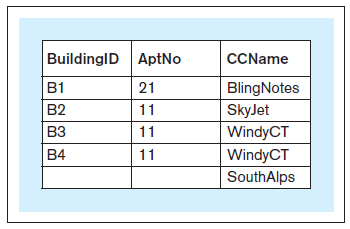 BuildingID AptNo CCName
B1 21 BlingNotes
B2 11 SkyJet
B3 11 WindyCT
B4 11 WindyCT
SouthAlps